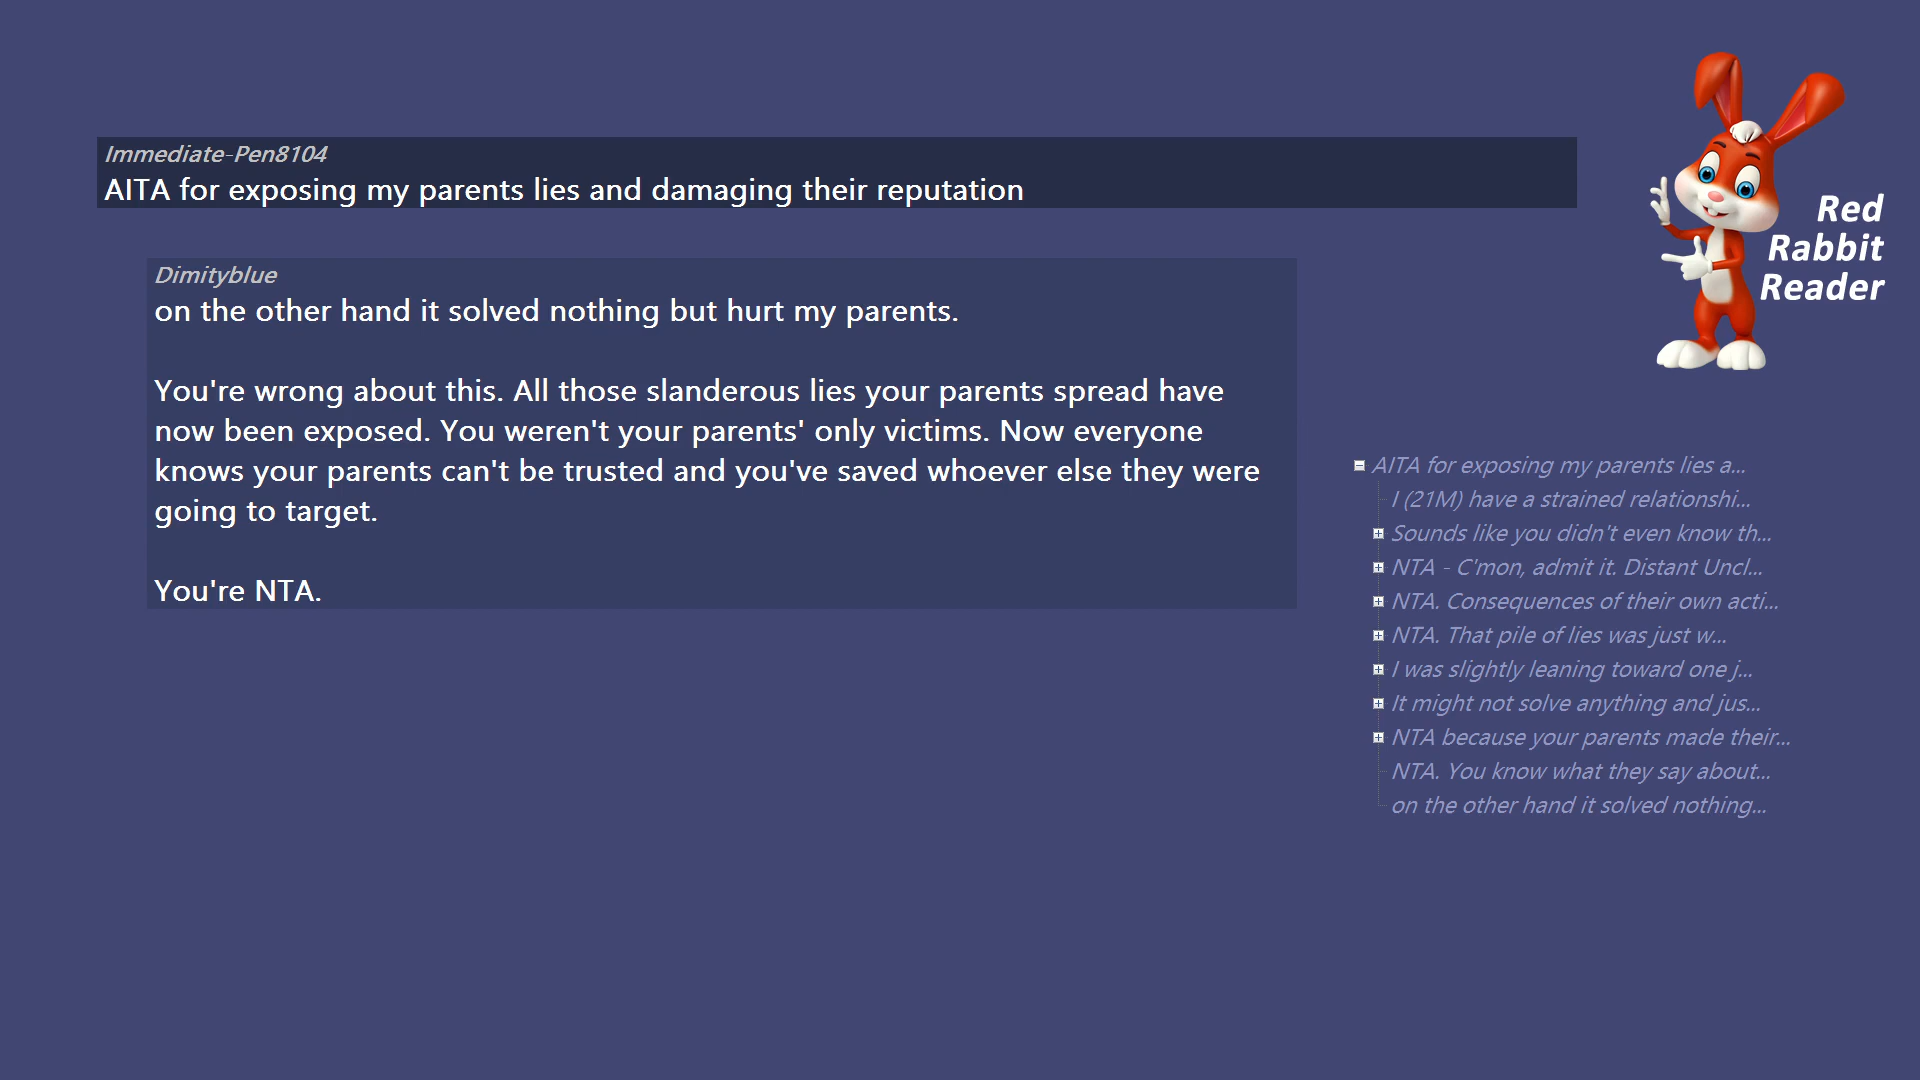 Immediate-Pen8104
AITA for exposing my parents lies and damaging their reputation
Dimityblue
on the other hand it solved nothing but hurt my parents.
You're wrong about this. All those slanderous lies your parents spread have
now been exposed. You weren't your parents' only victims. Now everyone
knows your parents can't be trusted and you've saved whoever else they were
going to target.
You're NTA.
Red
Rabbit
Reader
AITA for exposing my parents lies a...
I (21M) have a strained relationshi...
Sounds like you didn't even know th...
NTA - C'mon, admit it. Distant Uncl...
NTA. Consequences of their own acti...
NTA. That pile of lies was just w...
I was slightly leaning toward one j...
It might not solve anything and jus...
NTA because your parents made their...
NTA. You know what they say about...
on the other hand it solved nothing...